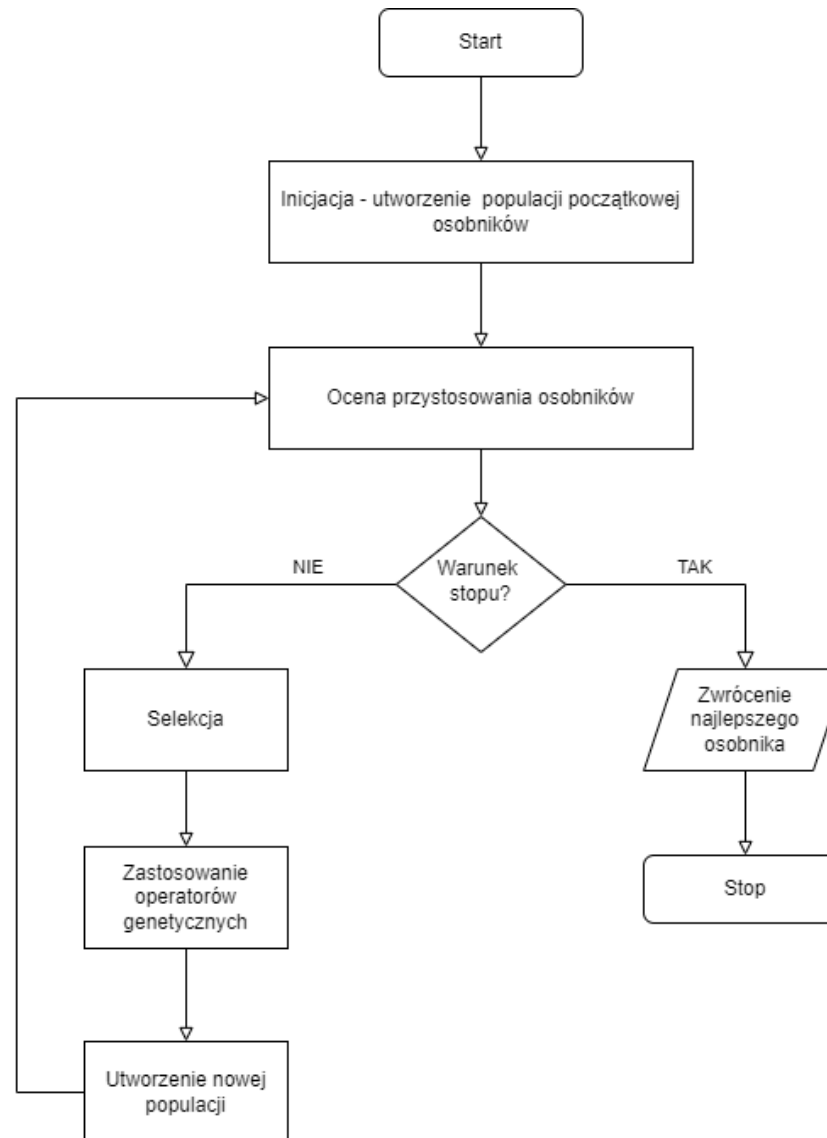 Start
Inicjacja - utworzenie populacji początkowej
osobników
Ocena przystosowania osobników
NIE
Warunek
stopu?
TAK
Selekcja
Zwrócenie
najlepszego
osobnika
Zastosowanie
operatorów
genetycznych
Stop
Utworzenie nowej
populacji